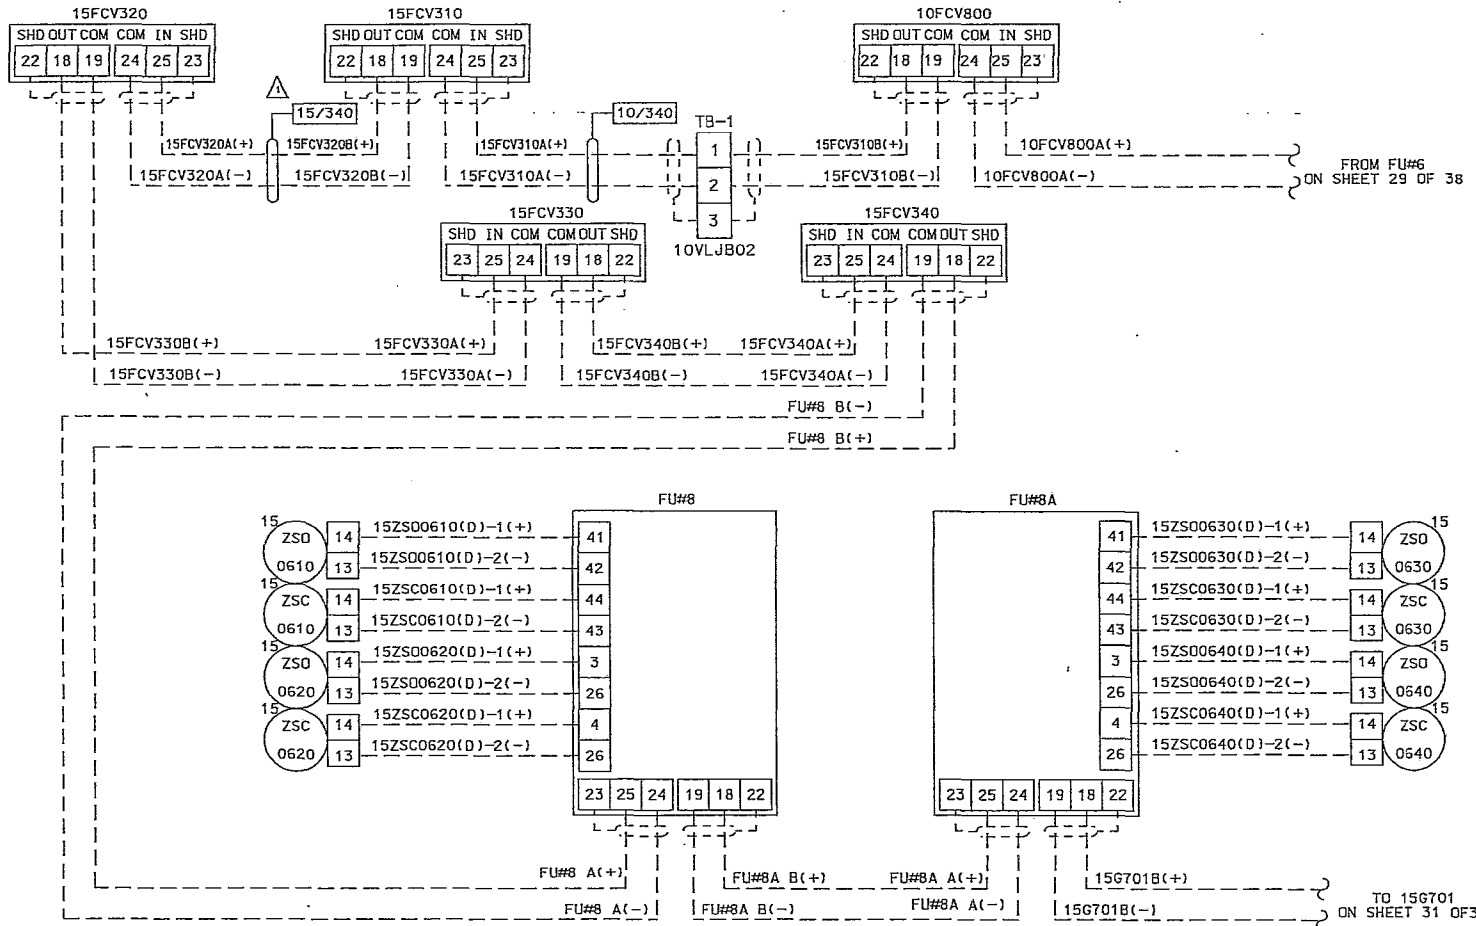 15FCV320 15FCV310 10FCV800
SHD OUT COM COM IN SHD SHD OUT COM COM IN SHD SHD OUT COM COM IN SHD
22 18 19 24 25 23 22 18 19 24 25 23 22 18 19 24 25 23
1
15/340 10/340 TB-1
15FCV320A(+) 15FCV320B(+) 15FCV310A(+) 1 15FCV310B(+) 10FCV800A(+)
15FCV320A(-) 15FCV320B(-) 15FCV310A(-) 2 15FCV310B(-) 10FCV800A(-)
FROM FU#6
ON SHEET 29 OF 38
3
10VLJB02
15FCV330 15FCV340
SHD IN COM COM OUT SHD SHD IN COM COM OUT SHD
23 25 24 19 18 22 23 25 24 19 18 22
15FCV330B(+) 15FCV330A(+) 15FCV340B(+) 15FCV340A(+)
15FCV330B(-) 15FCV330A(-) 15FCV340B(-) 15FCV340A(-)
FU#8 B(-)
FU#8 B(+)
FU#8 FU#8A
15 ZSO 0610 14 15ZSO0610(D)-1(+) 41 41 15ZSO0630(D)-1(+) 14 ZSO 0630 15
13 15ZSO0610(D)-2(-) 42 42 15ZSO0630(D)-2(-) 13
15 ZSC 0610 14 15ZSC0610(D)-1(+) 44 44 15ZSC0630(D)-1(+) 14 ZSC 0630 15
13 15ZSC0610(D)-2(-) 43 43 15ZSC0630(D)-2(-) 13
15 ZSO 0620 14 15ZSO0620(D)-1(+) 3 3 15ZSO0640(D)-1(+) 14 ZSO 0640 15
13 15ZSO0620(D)-2(-) 26 26 15ZSO0640(D)-2(-) 13
15 ZSC 0620 14 15ZSC0620(D)-1(+) 4 4 15ZSC0640(D)-1(+) 14 ZSC 0640 15
13 15ZSC0620(D)-2(-) 26 26 15ZSC0640(D)-2(-) 13
23 25 24 19 18 22 23 25 24 19 18 22
FU#8 A(+) FU#8A B(+) FU#8A A(+) 15G701B(+)
FU#8 A(-) FU#8A B(-) FU#8A A(-) 15G701B(-)
TO 15G701
ON SHEET 31 OF3